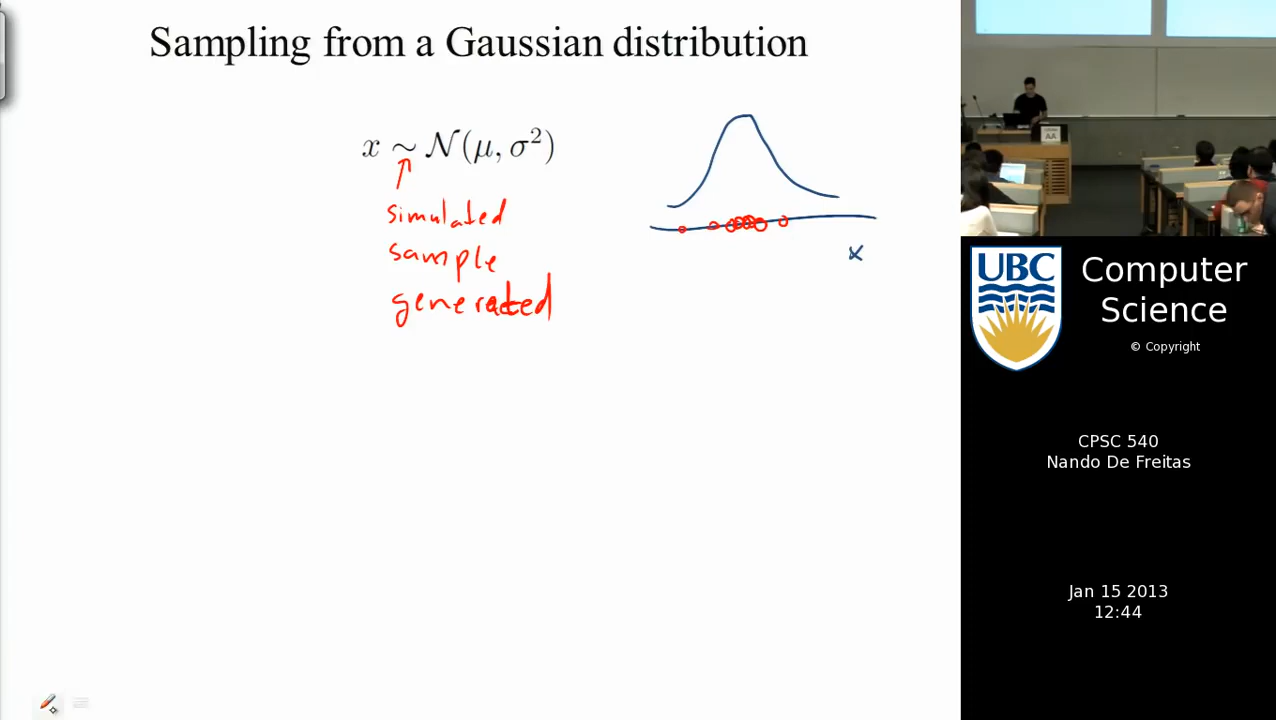 Sampling from a Gaussian distribution
x ~ N(μ, σ²)
simulated
sample
generated
x
UBC
Computer
Science
© Copyright
CPSC 540
Nando De Freitas
Jan 15 2013
12:44